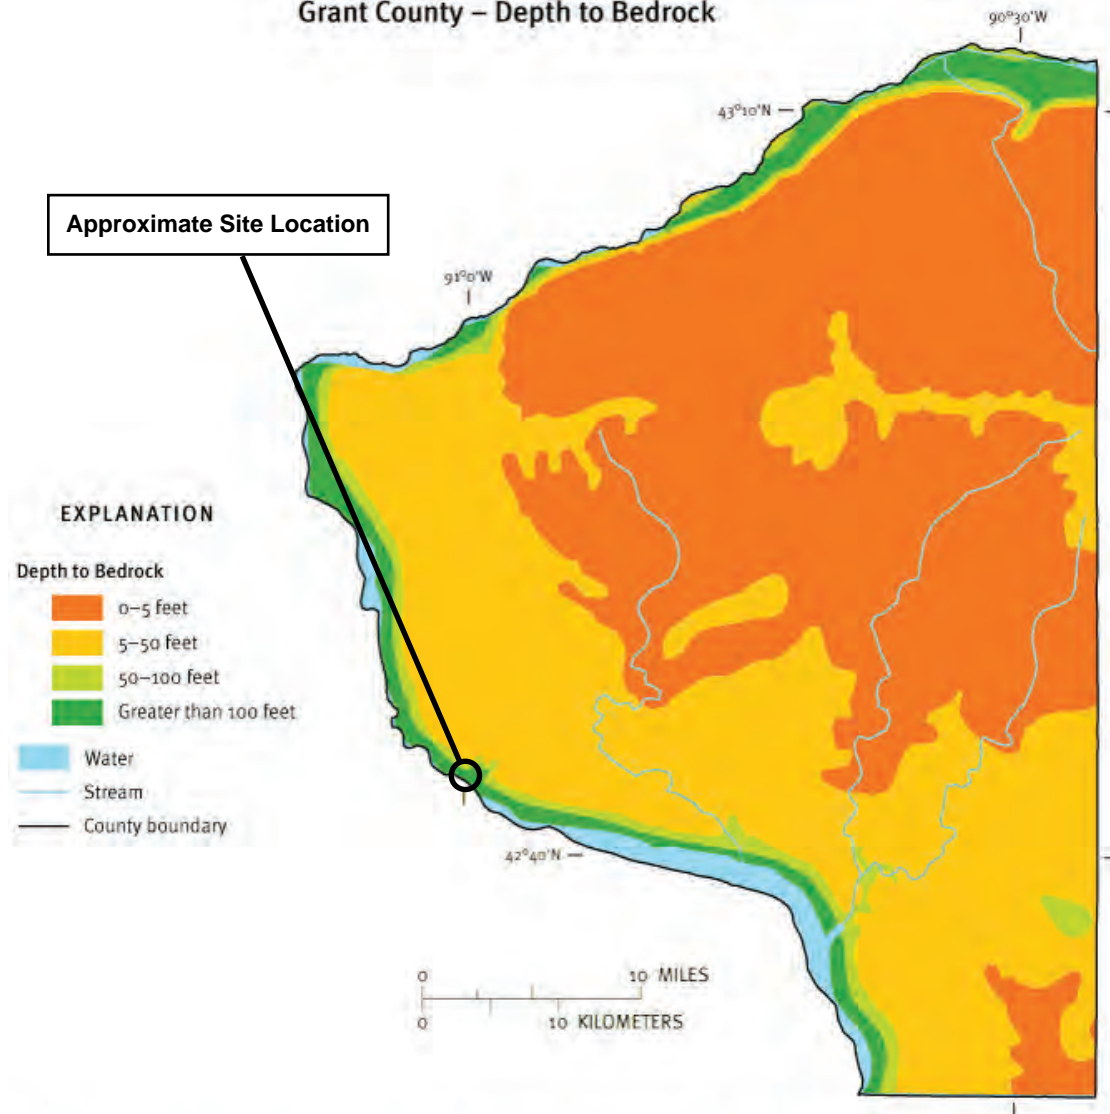 Grant County – Depth to Bedrock
90°30'W
43°10'N
Approximate Site Location
91°0'W
EXPLANATION
Depth to Bedrock
0–5 feet
5–50 feet
50–100 feet
Greater than 100 feet
Water
Stream
County boundary
42°40'N
0 10 MILES
0 10 KILOMETERS